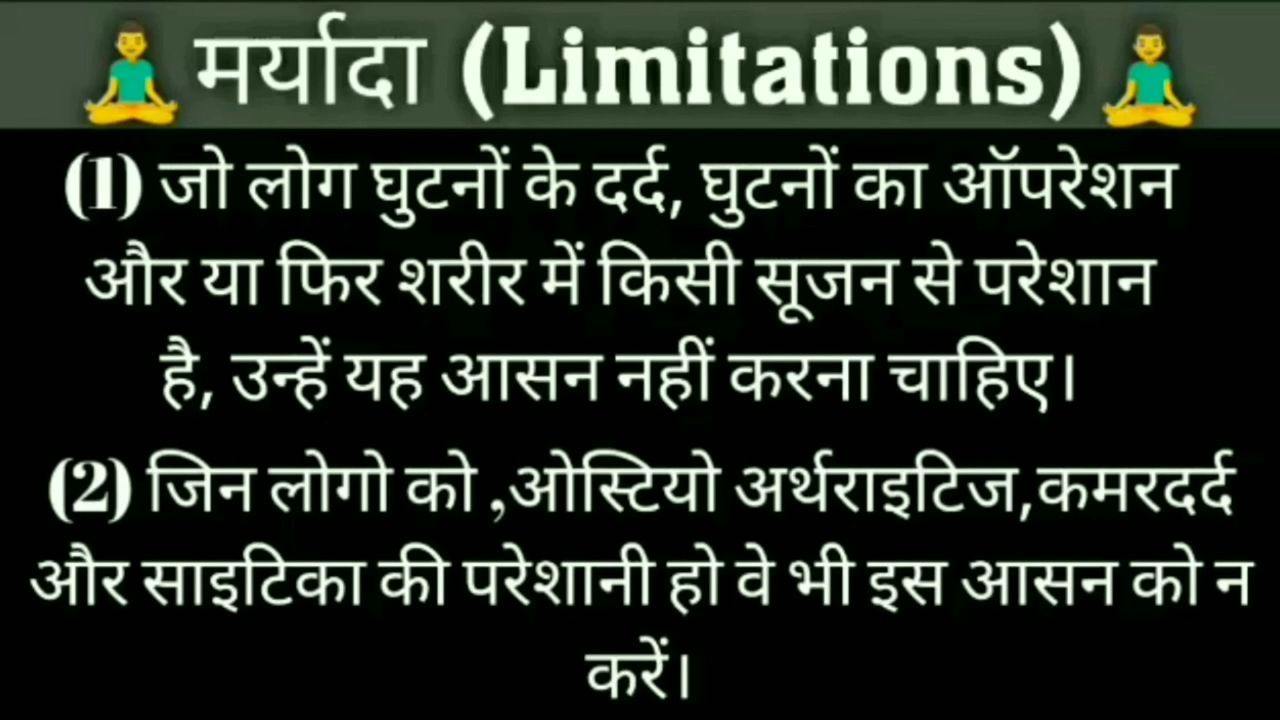 मर्यादा (Limitations)
(1) जो लोग घुटनों के दर्द, घुटनों का ऑपरेशन
और या फिर शरीर में किसी सूजन से परेशान
है, उन्हें यह आसन नहीं करना चाहिए।
(2) जिन लोगो को ,ओस्टियो अर्थराइटिज,कमरदर्द
और साइटिका की परेशानी हो वे भी इस आसन को न
करें।